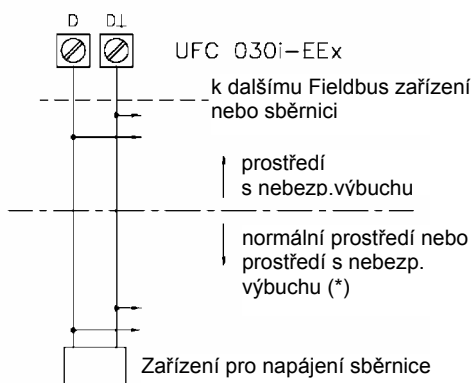 D D⊥
UFC 030i-EEx
k dalšímu Fieldbus zařízení
nebo sběrnici
prostředí
s nebezp.výbuchu
normální prostředí nebo
prostředí s nebezp.
výbuchu (*)
Zařízení pro napájení sběrnice